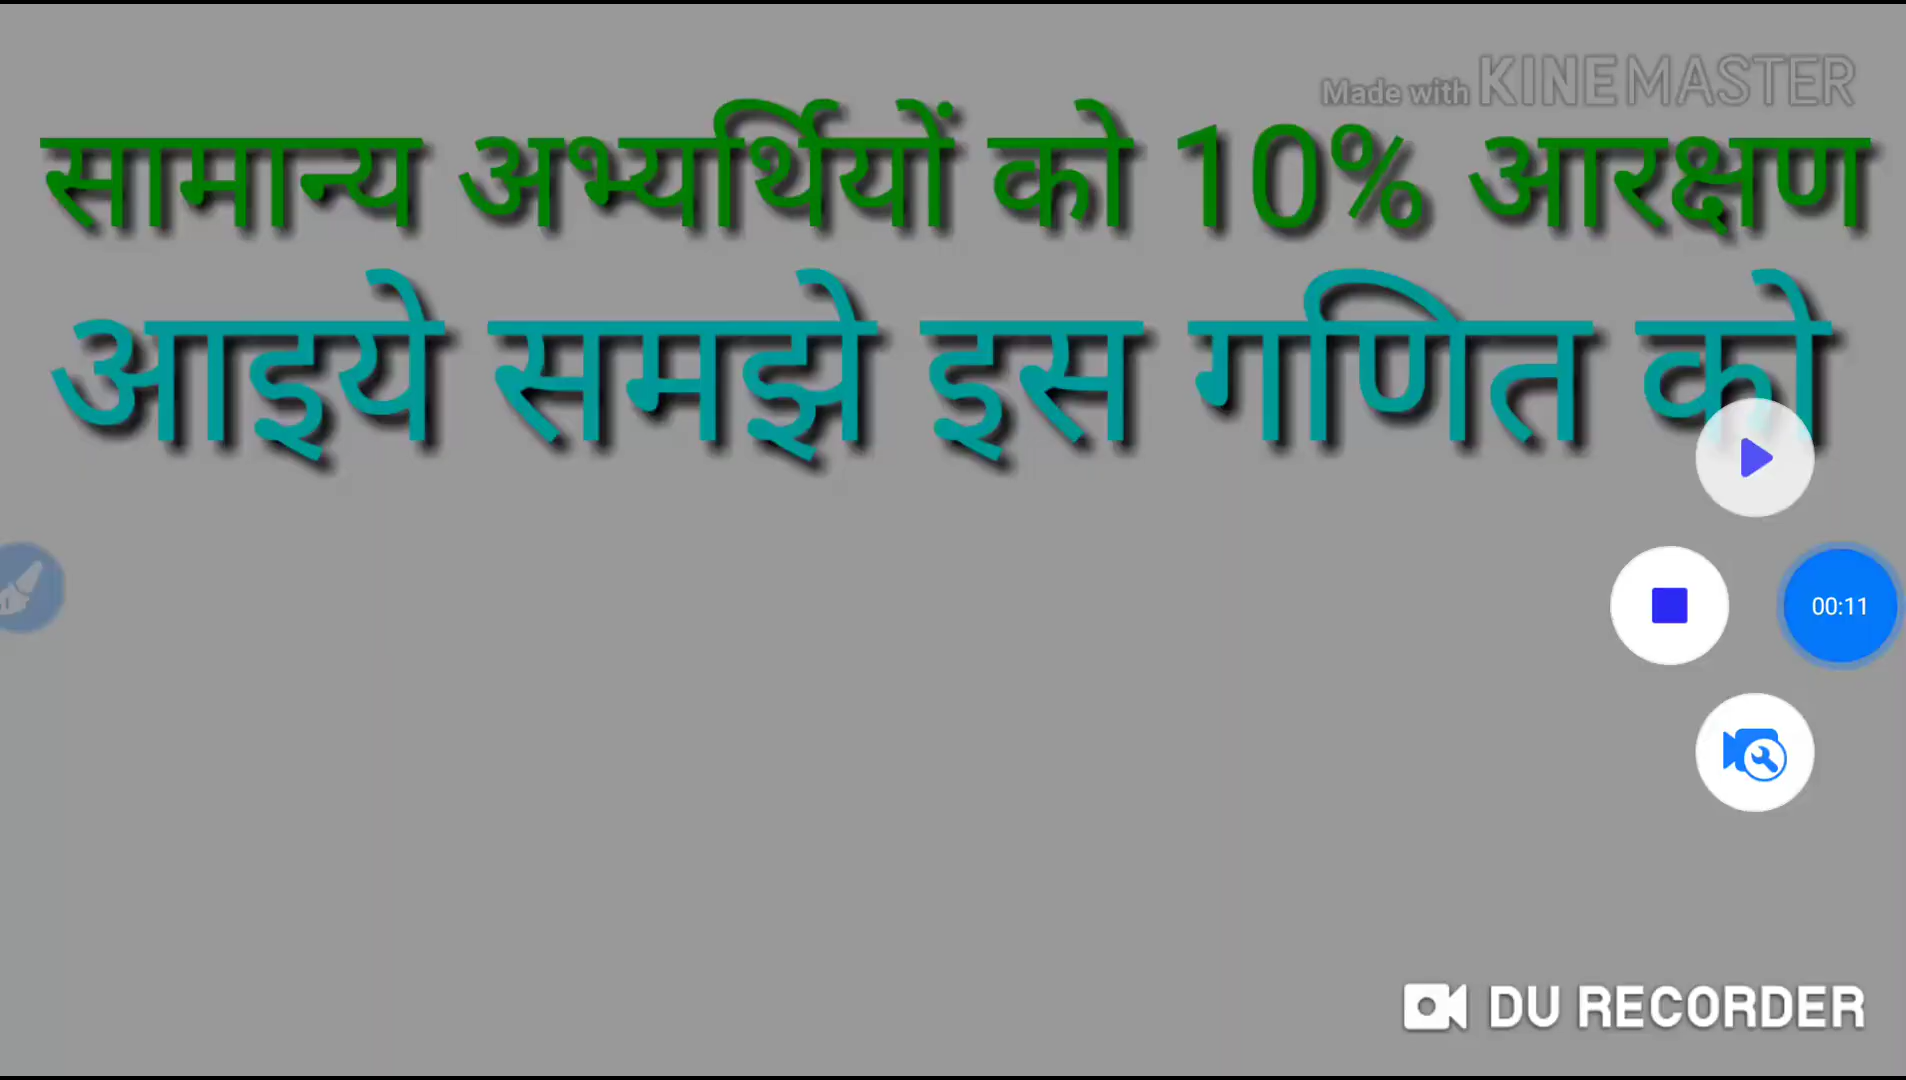 Made with KINEMASTER
सामान्य अभ्यर्थियों को 10% आरक्षण
आइये समझे इस गणित को
00:11
DU RECORDER